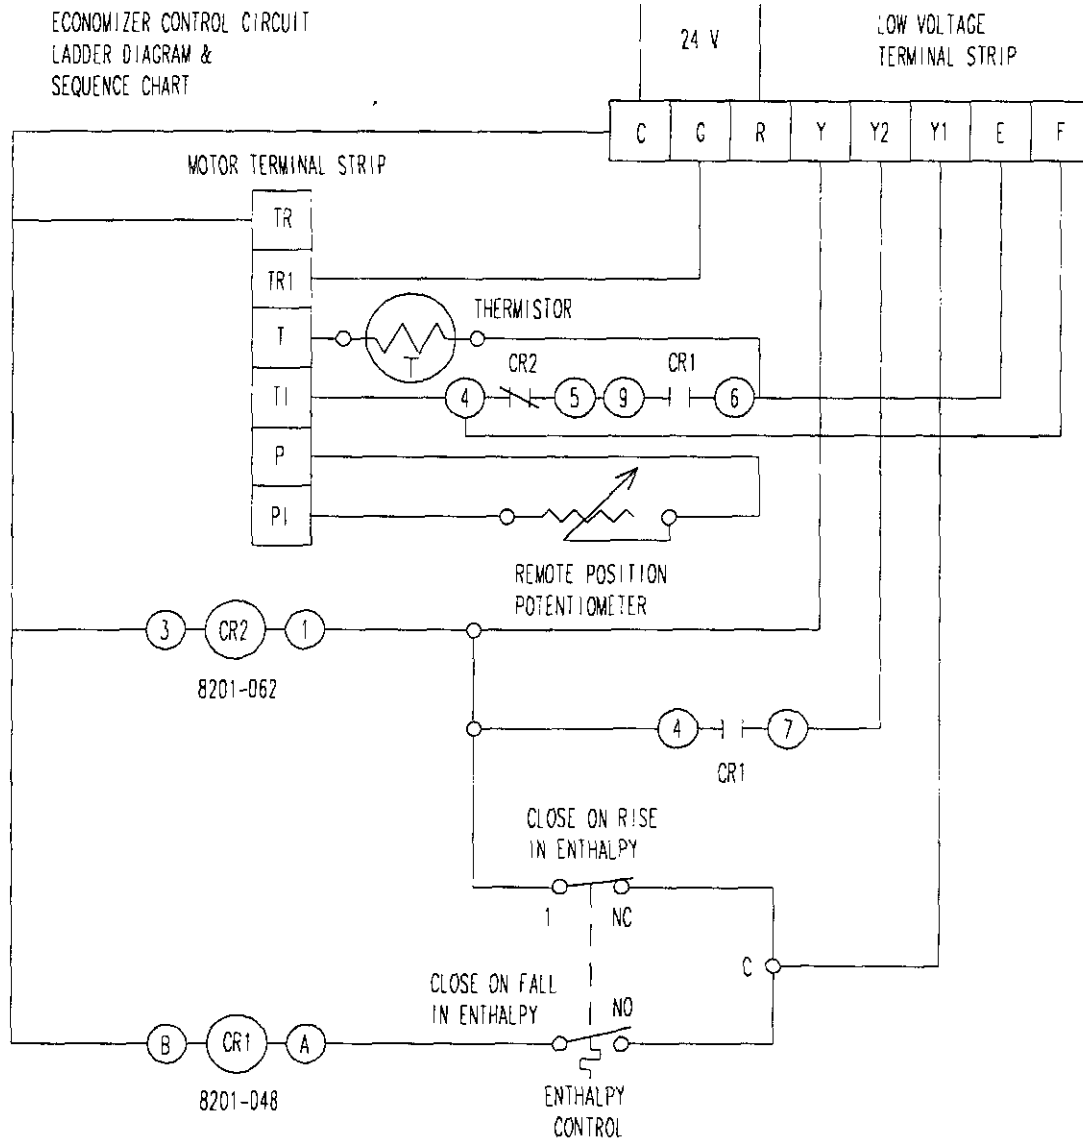 ECONOMIZER CONTROL CIRCUIT
LADDER DIAGRAM &
SEQUENCE CHART
24 V
LOW VOLTAGE
TERMINAL STRIP
C G R Y Y2 Y1 E F
MOTOR TERMINAL STRIP
TR
TR1
T
T1
P
P1
THERMISTOR
T
CR2
CR1
4 5 9 6
REMOTE POSITION
POTENTIOMETER
3 CR2 1
8201-062
4 7
CR1
CLOSE ON RISE
IN ENTHALPY
1 NC
C
CLOSE ON FALL
IN ENTHALPY
NO
B CR1 A
8201-048
ENTHALPY
CONTROL